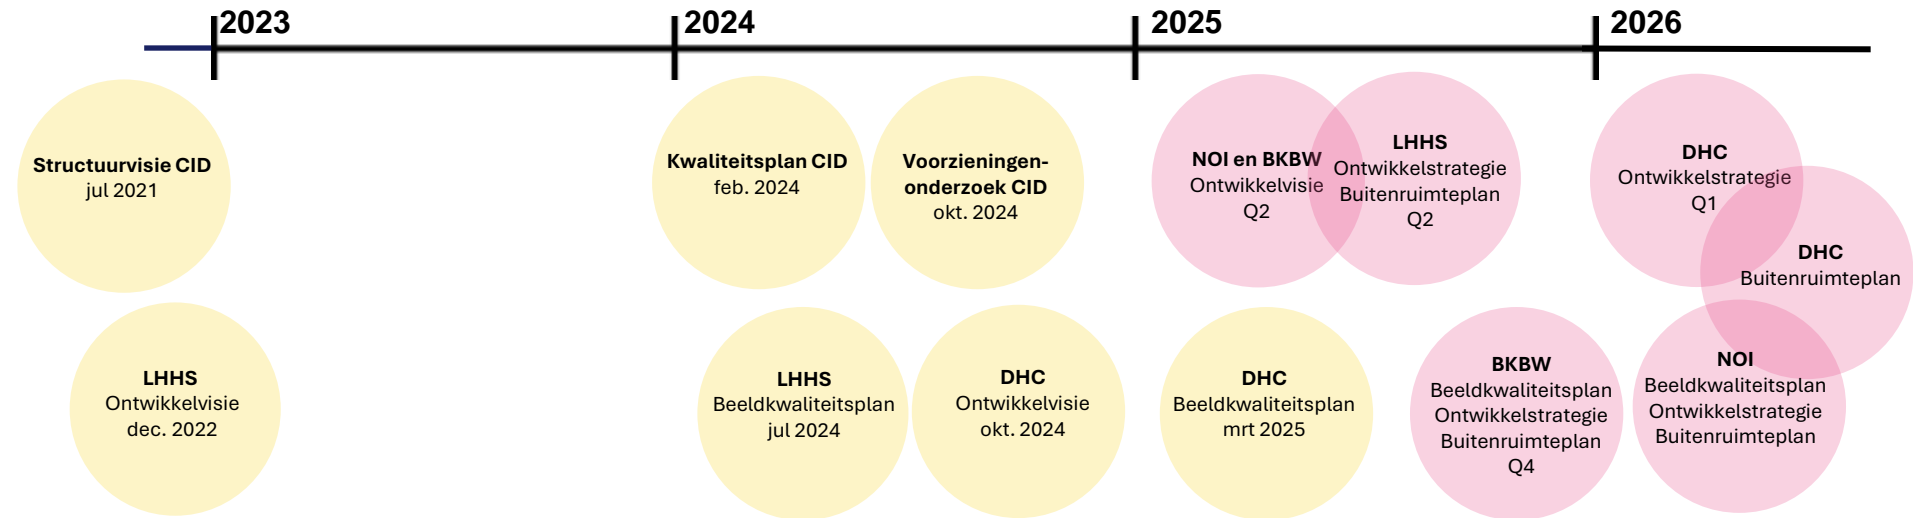 2023
2024
2025
2026
Structuurvisie CID
jul 2021
Kwaliteitsplan CID
feb. 2024
Voorzieningen-
onderzoek CID
okt. 2024
NOI en BKBW
Ontwikkelvisie
Q2
LHHS
Ontwikkelstrategie
Buitenruimteplan
Q2
DHC
Ontwikkelstrategie
Q1
DHC
Buitenruimteplan
LHHS
Ontwikkelvisie
dec. 2022
LHHS
Beeldkwaliteitsplan
jul 2024
DHC
Ontwikkelvisie
okt. 2024
DHC
Beeldkwaliteitsplan
mrt 2025
BKBW
Beeldkwaliteitsplan
Ontwikkelstrategie
Buitenruimteplan
Q4
NOI
Beeldkwaliteitsplan
Ontwikkelstrategie
Buitenruimteplan